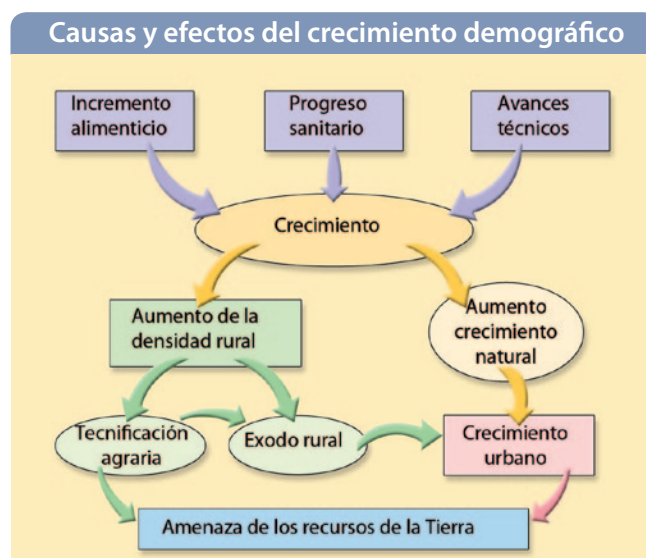 Causas y efectos del crecimiento demográfico
Incremento
alimenticio
Progreso
sanitario
Avances
técnicos
Crecimiento
Aumento de la
densidad rural
Aumento
crecimiento
natural
Tecnificación
agraria
Exodo rural
Crecimiento
urbano
Amenaza de los recursos de la Tierra